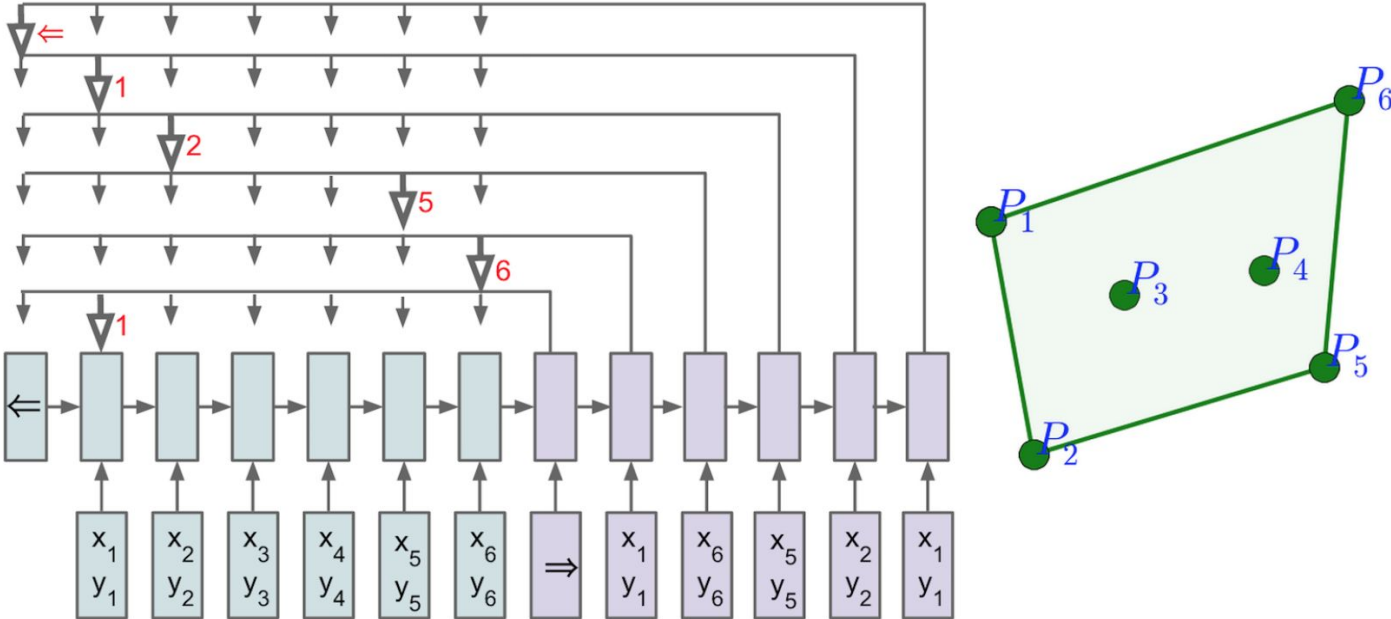 ⇐
1
2
5
6
1
⇐
x₁ x₂ x₃ x₄ x₅ x₆ ⇒ x₁ x₆ x₅ x₂ x₁
y₁ y₂ y₃ y₄ y₅ y₆ y₁ y₆ y₅ y₂ y₁
P₆
P₁
P₄
P₃
P₅
P₂